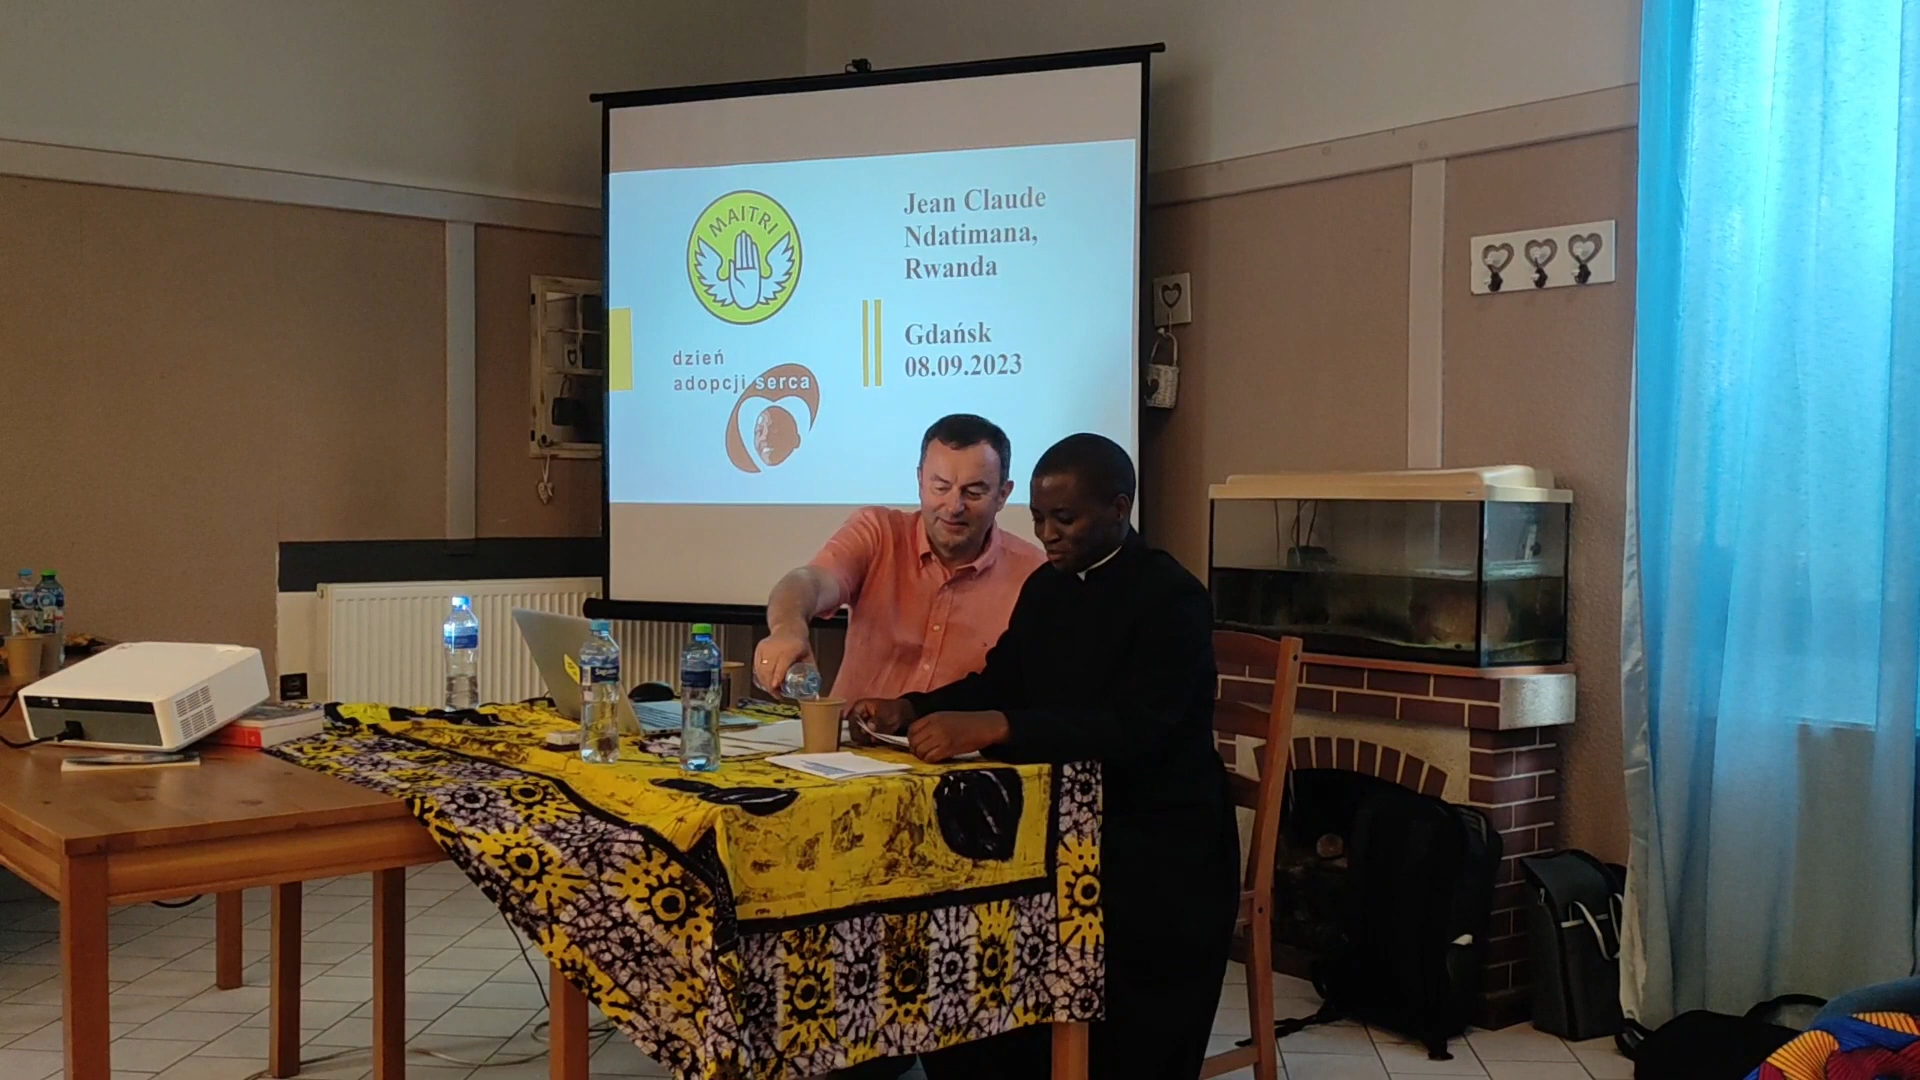 MAITRI
dzień
adopcji serca
Jean Claude
Ndatimana,
Rwanda
Gdańsk
08.09.2023